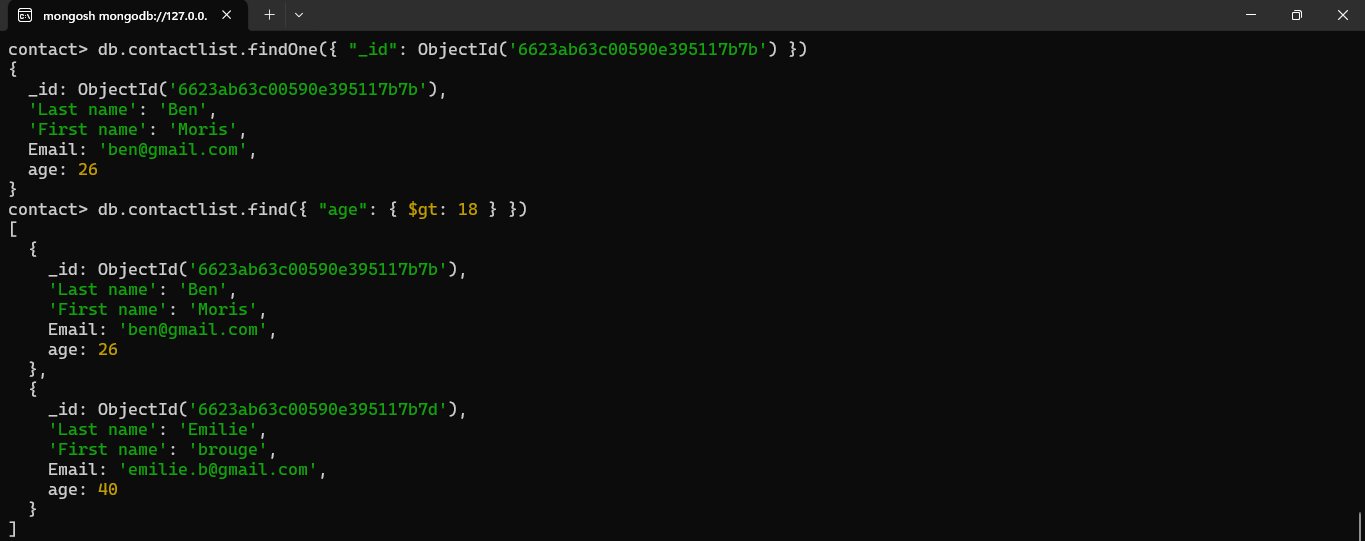 mongosh mongodb://127.0.0.
contact> db.contactlist.findOne({ "_id": ObjectId('6623ab63c00590e395117b7b') })
{
  _id: ObjectId('6623ab63c00590e395117b7b'),
  'Last name': 'Ben',
  'First name': 'Moris',
  Email: 'ben@gmail.com',
  age: 26
}
contact> db.contactlist.find({ "age": { $gt: 18 } })
[
  {
    _id: ObjectId('6623ab63c00590e395117b7b'),
    'Last name': 'Ben',
    'First name': 'Moris',
    Email: 'ben@gmail.com',
    age: 26
  },
  {
    _id: ObjectId('6623ab63c00590e395117b7d'),
    'Last name': 'Emilie',
    'First name': 'brouge',
    Email: 'emilie.b@gmail.com',
    age: 40
  }
]